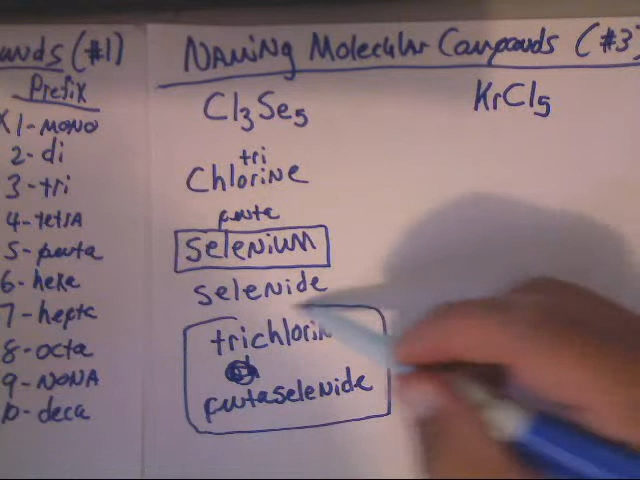 unds (#1)
Prefix
1-MONO
2-di
3-tri
4-tetra
5-penta
6-hexa
7-hepta
8-octa
9-NONA
10-deca
Naming Molecular Compounds (#3)
Cl3Se5
tri
Chlorine
penta
Selenium
Selenide
trichlorin
pentaselenide
KrCl5